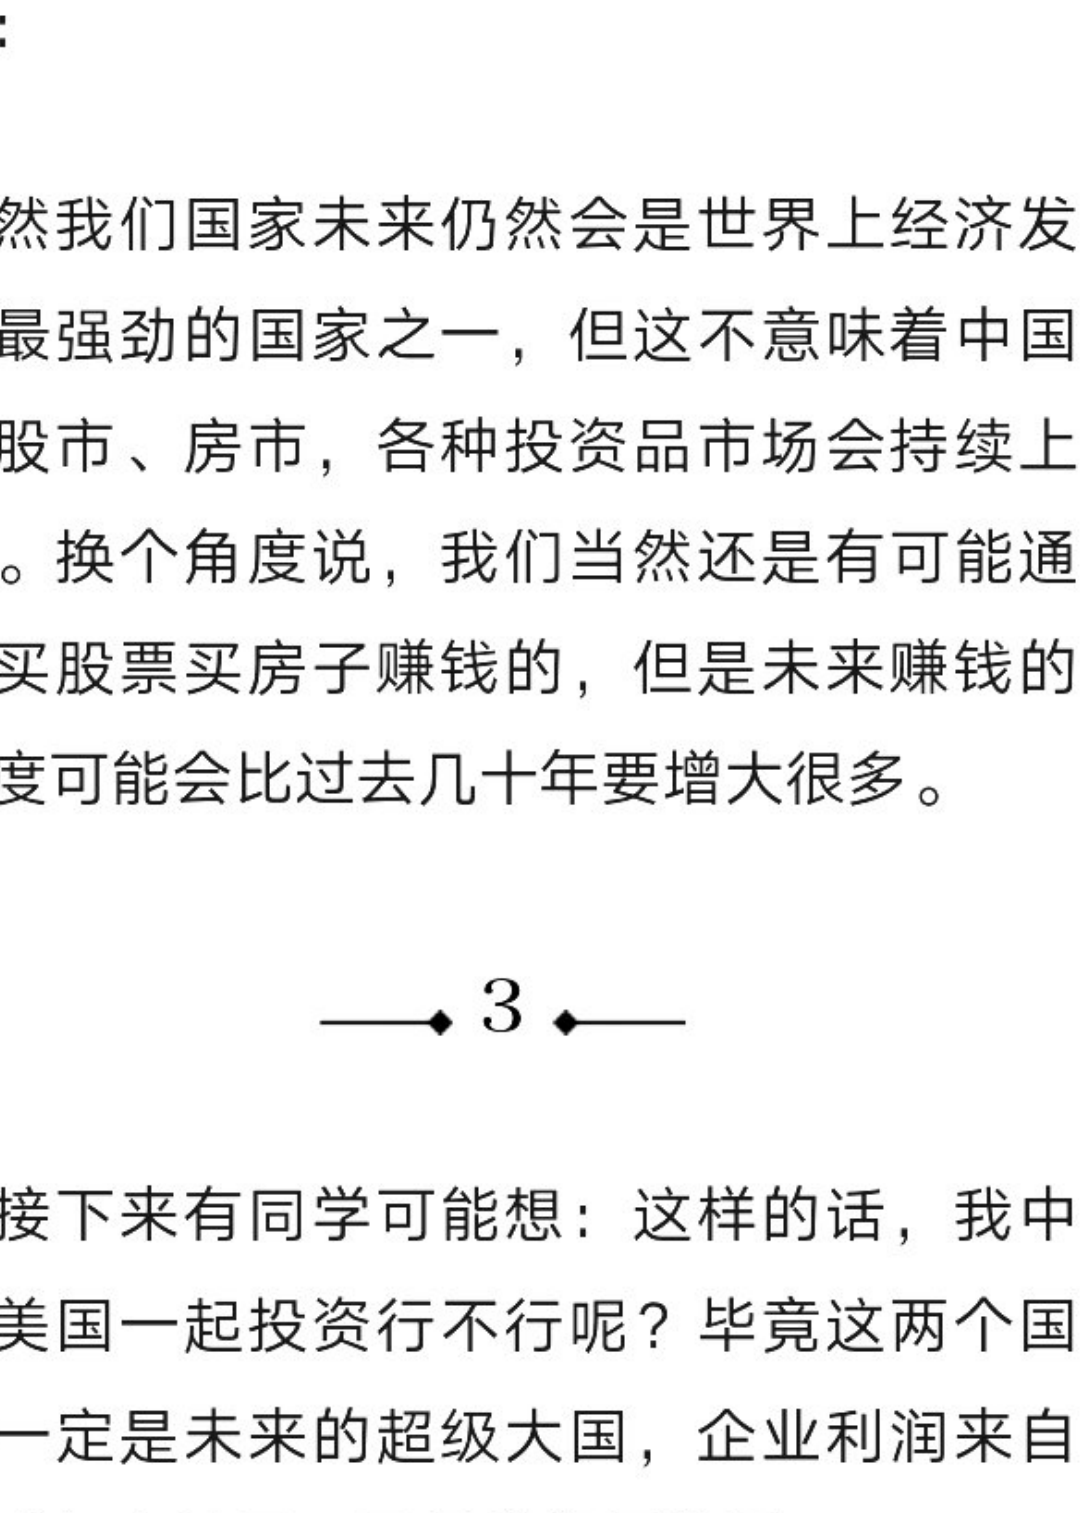 ：
然我们国家未来仍然会是世界上经济发
最强劲的国家之一，但这不意味着中国
股市、房市，各种投资品市场会持续上
。换个角度说，我们当然还是有可能通
买股票买房子赚钱的，但是未来赚钱的
度可能会比过去几十年要增大很多。
3
接下来有同学可能想：这样的话，我中
美国一起投资行不行呢？毕竟这两个国
一定是未来的超级大国，企业利润来自